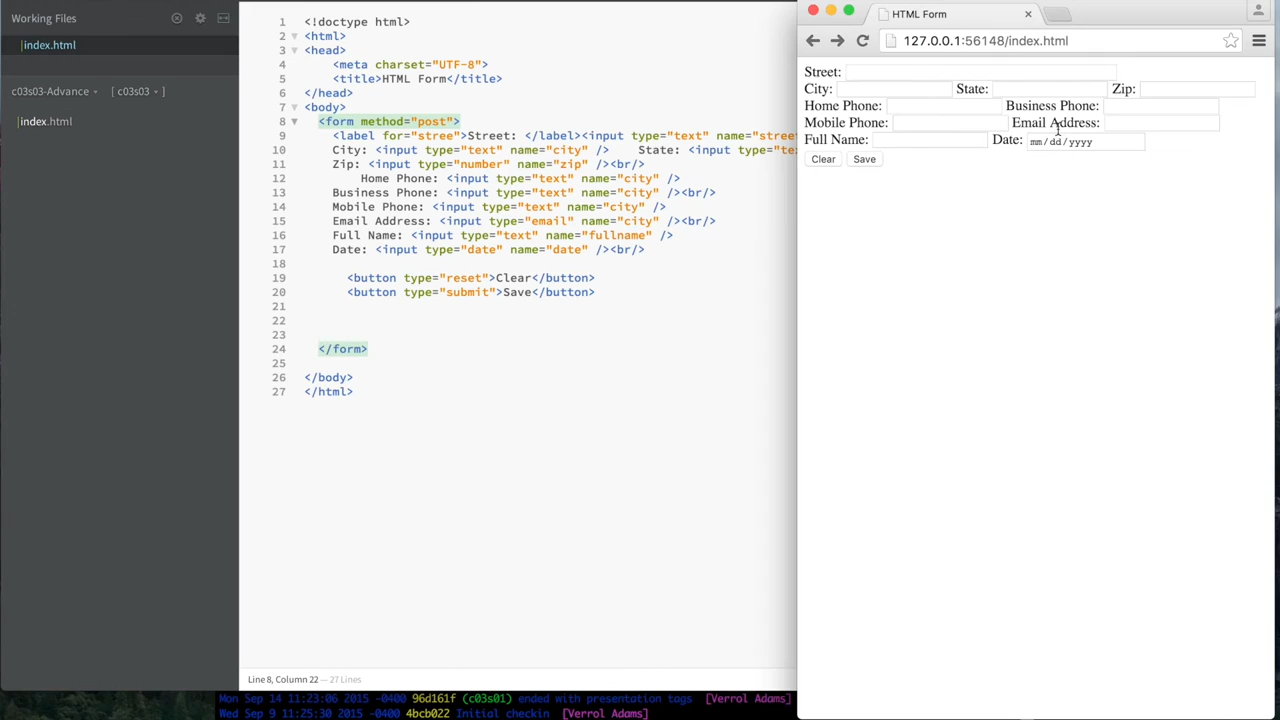 Working Files
index.html
c03s03-Advance
[ c03s03 ]
index.html
1 <!doctype html>
2 <html>
3 <head>
4 <meta charset="UTF-8">
5 <title>HTML Form</title>
6 </head>
7 <body>
8 <form method="post">
9 <label for="stree">Street: </label><input type="text" name="street
10 City: <input type="text" name="city" /> State: <input type="tex
11 Zip: <input type="number" name="zip" /><br/>
12 Home Phone: <input type="text" name="city" />
13 Business Phone: <input type="text" name="city" /><br/>
14 Mobile Phone: <input type="text" name="city" />
15 Email Address: <input type="email" name="city" /><br/>
16 Full Name: <input type="text" name="fullname" />
17 Date: <input type="date" name="date" /><br/>
18
19 <button type="reset">Clear</button>
20 <button type="submit">Save</button>
21
22
23
24 </form>
25
26 </body>
27 </html>
Line 8, Column 22 — 27 Lines
Mon Sep 14 11:23:06 2015 -0400 96d161f (c03s01) ended with presentation tags [Verrol Adams]
Wed Sep 9 11:25:30 2015 -0400 4bcb022 Initial checkin [Verrol Adams]
HTML Form
127.0.0.1:56148/index.html
Street:
City: State: Zip:
Home Phone: Business Phone:
Mobile Phone: Email Address:
Full Name: Date: mm/dd/yyyy
Clear Save